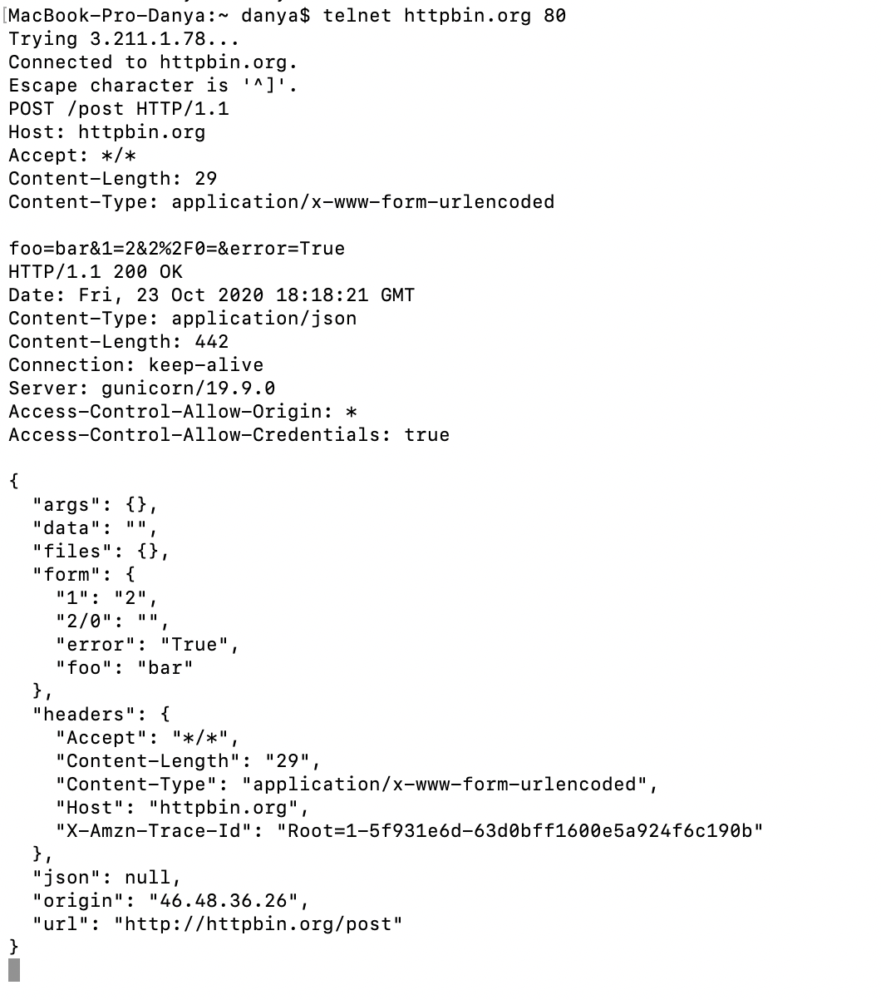 MacBook-Pro-Danya:~ danya$ telnet httpbin.org 80
Trying 3.211.1.78...
Connected to httpbin.org.
Escape character is '^]'.
POST /post HTTP/1.1
Host: httpbin.org
Accept: */*
Content-Length: 29
Content-Type: application/x-www-form-urlencoded

foo=bar&1=2&2%2F0=&error=True
HTTP/1.1 200 OK
Date: Fri, 23 Oct 2020 18:18:21 GMT
Content-Type: application/json
Content-Length: 442
Connection: keep-alive
Server: gunicorn/19.9.0
Access-Control-Allow-Origin: *
Access-Control-Allow-Credentials: true

{
  "args": {},
  "data": "",
  "files": {},
  "form": {
    "1": "2",
    "2/0": "",
    "error": "True",
    "foo": "bar"
  },
  "headers": {
    "Accept": "*/*",
    "Content-Length": "29",
    "Content-Type": "application/x-www-form-urlencoded",
    "Host": "httpbin.org",
    "X-Amzn-Trace-Id": "Root=1-5f931e6d-63d0bff1600e5a924f6c190b"
  },
  "json": null,
  "origin": "46.48.36.26",
  "url": "http://httpbin.org/post"
}